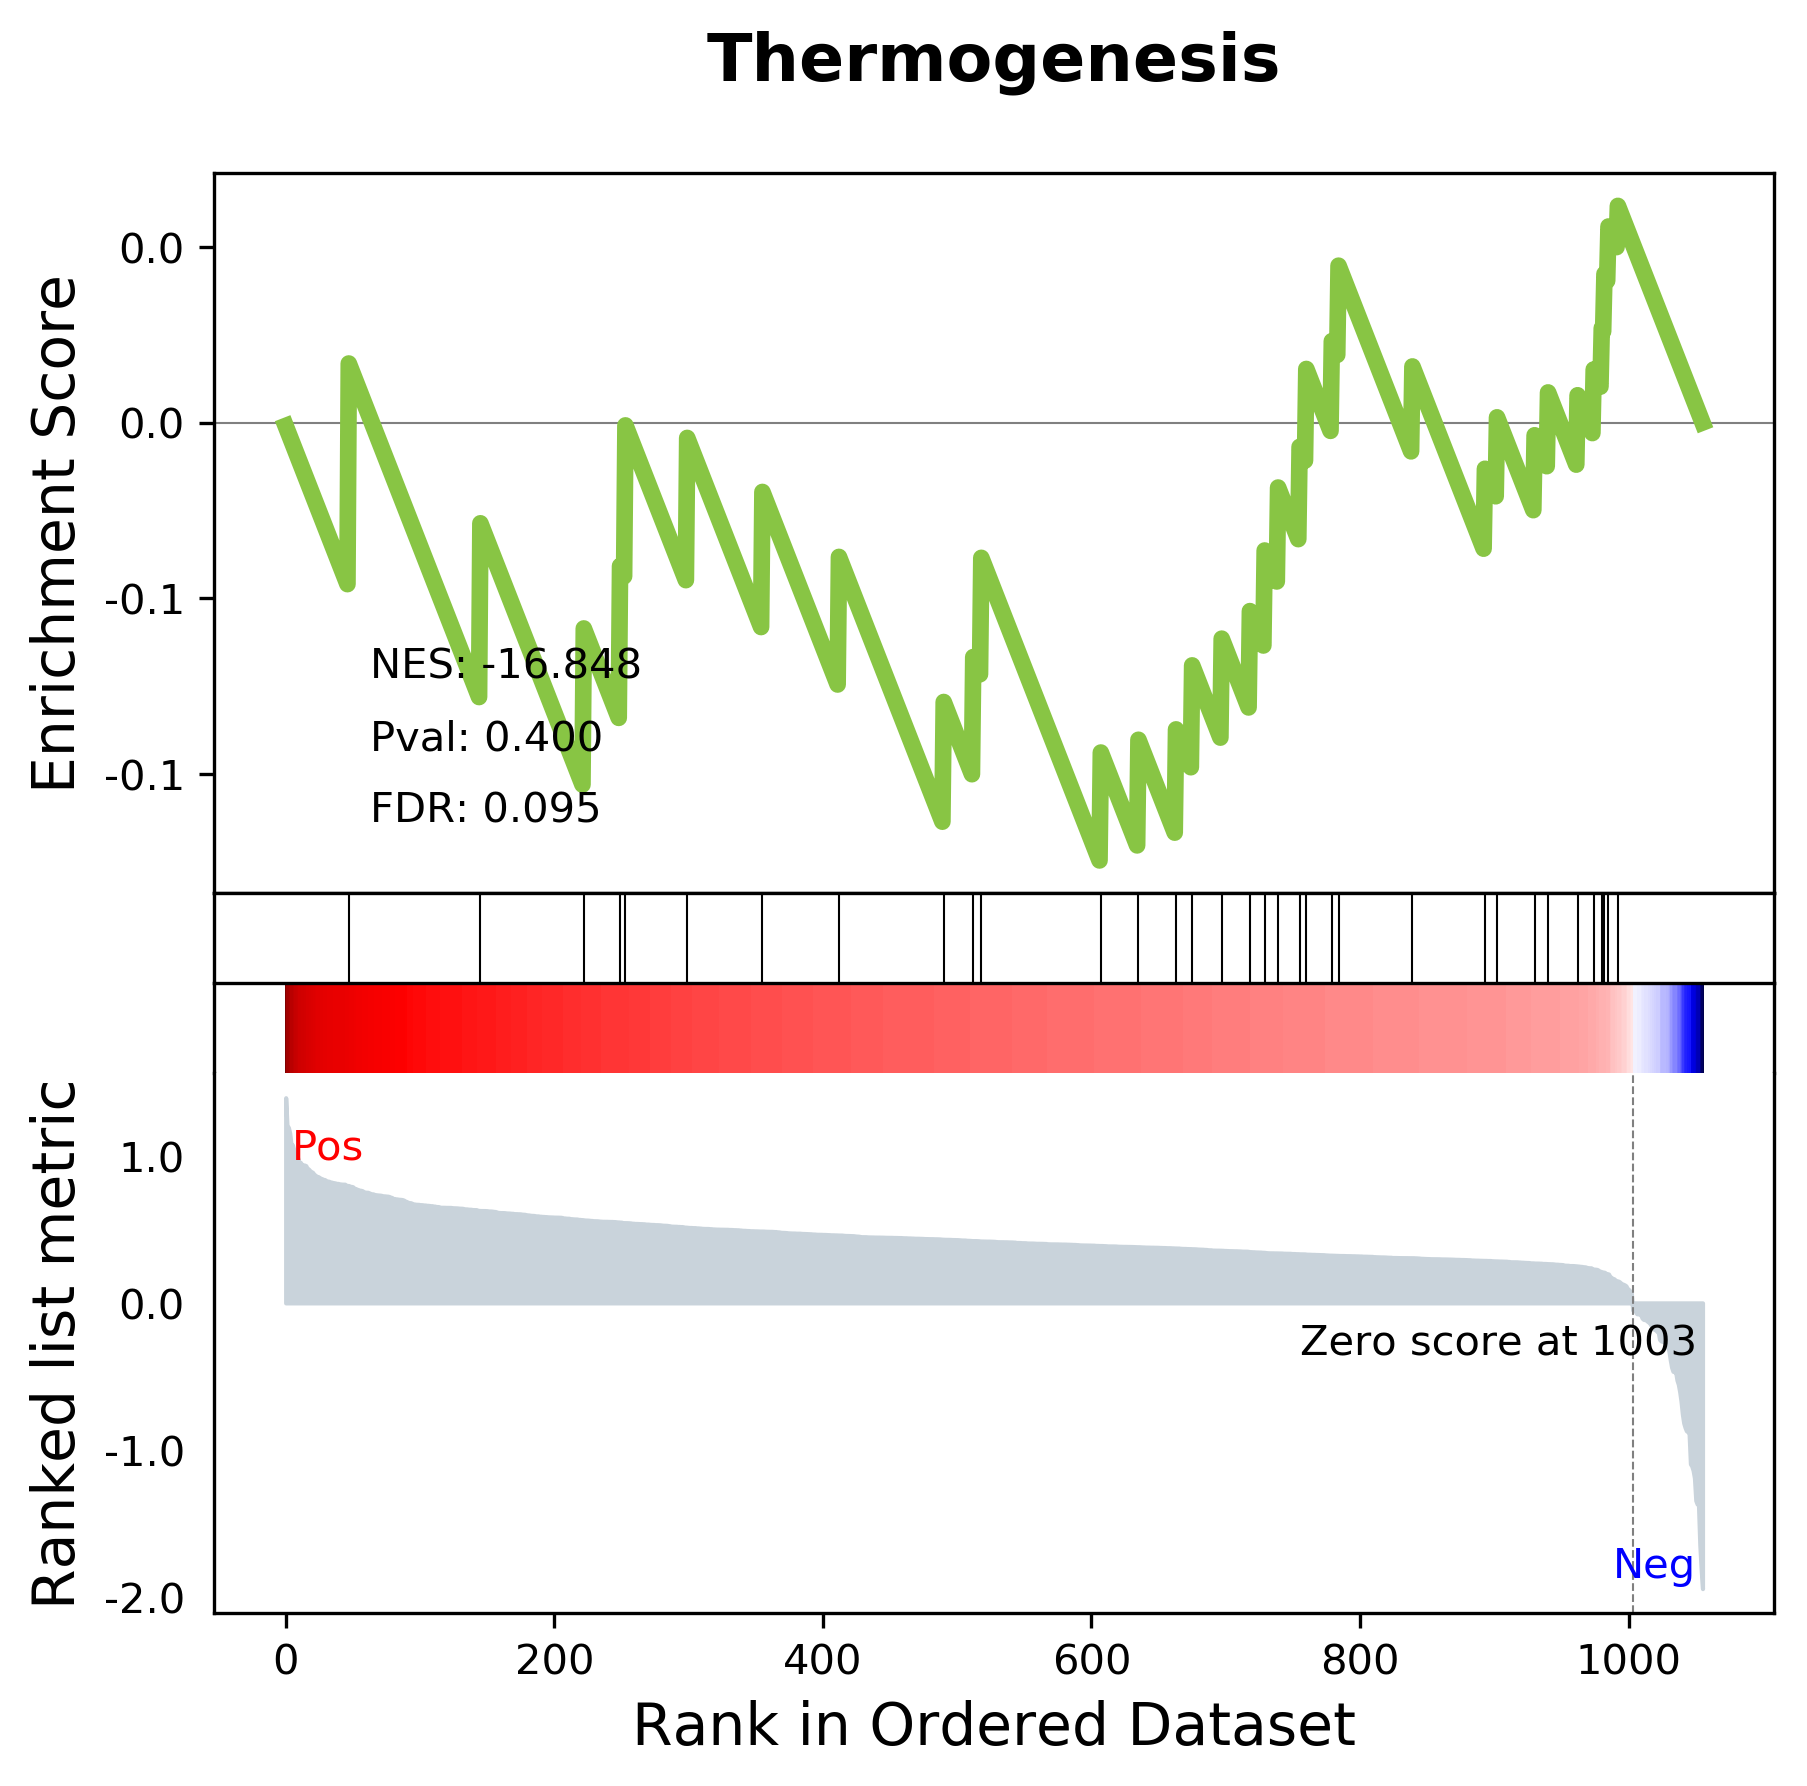 Thermogenesis
Enrichment Score
0.0
0.0
-0.1
-0.1
NES: -16.848
Pval: 0.400
FDR: 0.095
Ranked list metric
1.0
0.0
-1.0
-2.0
Pos
Zero score at 1003
Neg
0 200 400 600 800 1000
Rank in Ordered Dataset